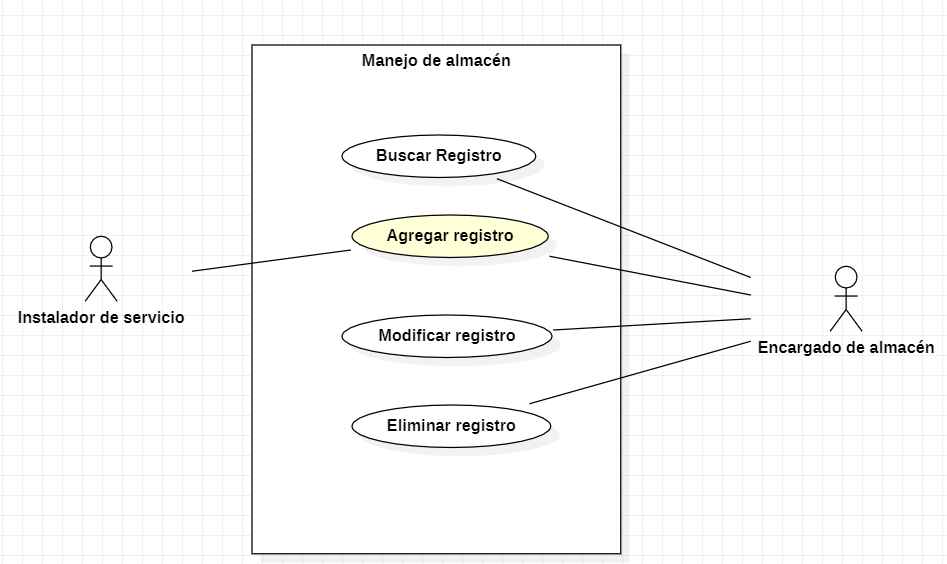 Manejo de almacén
Buscar Registro
Agregar registro
Instalador de servicio
Modificar registro
Encargado de almacén
Eliminar registro